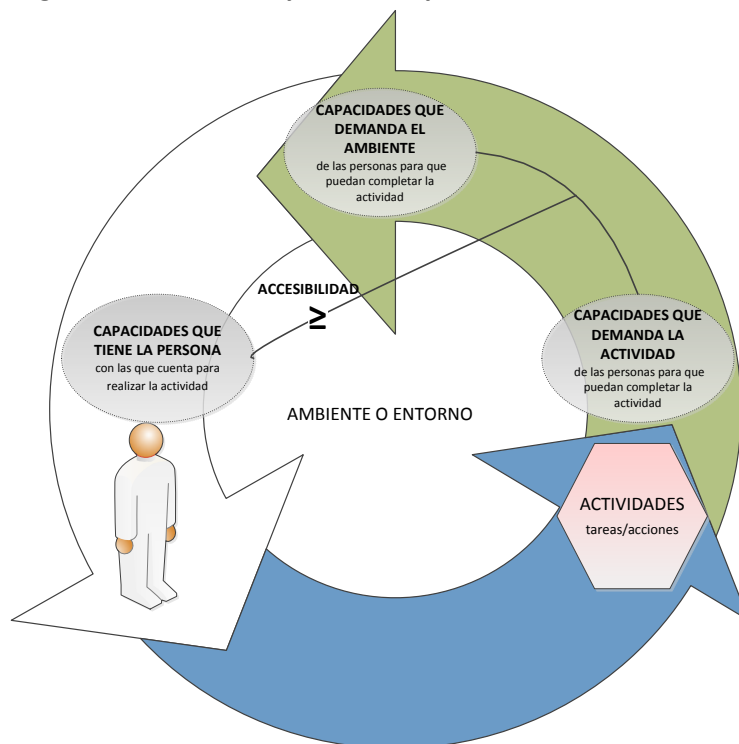 CAPACIDADES QUE
DEMANDA EL
AMBIENTE
de las personas para que
puedan completar la
actividad
ACCESIBILIDAD
≥
CAPACIDADES QUE
TIENE LA PERSONA
con las que cuenta para
realizar la actividad
CAPACIDADES QUE
DEMANDA LA
ACTIVIDAD
de las personas para que
puedan completar la
actividad
AMBIENTE O ENTORNO
ACTIVIDADES
tareas/acciones